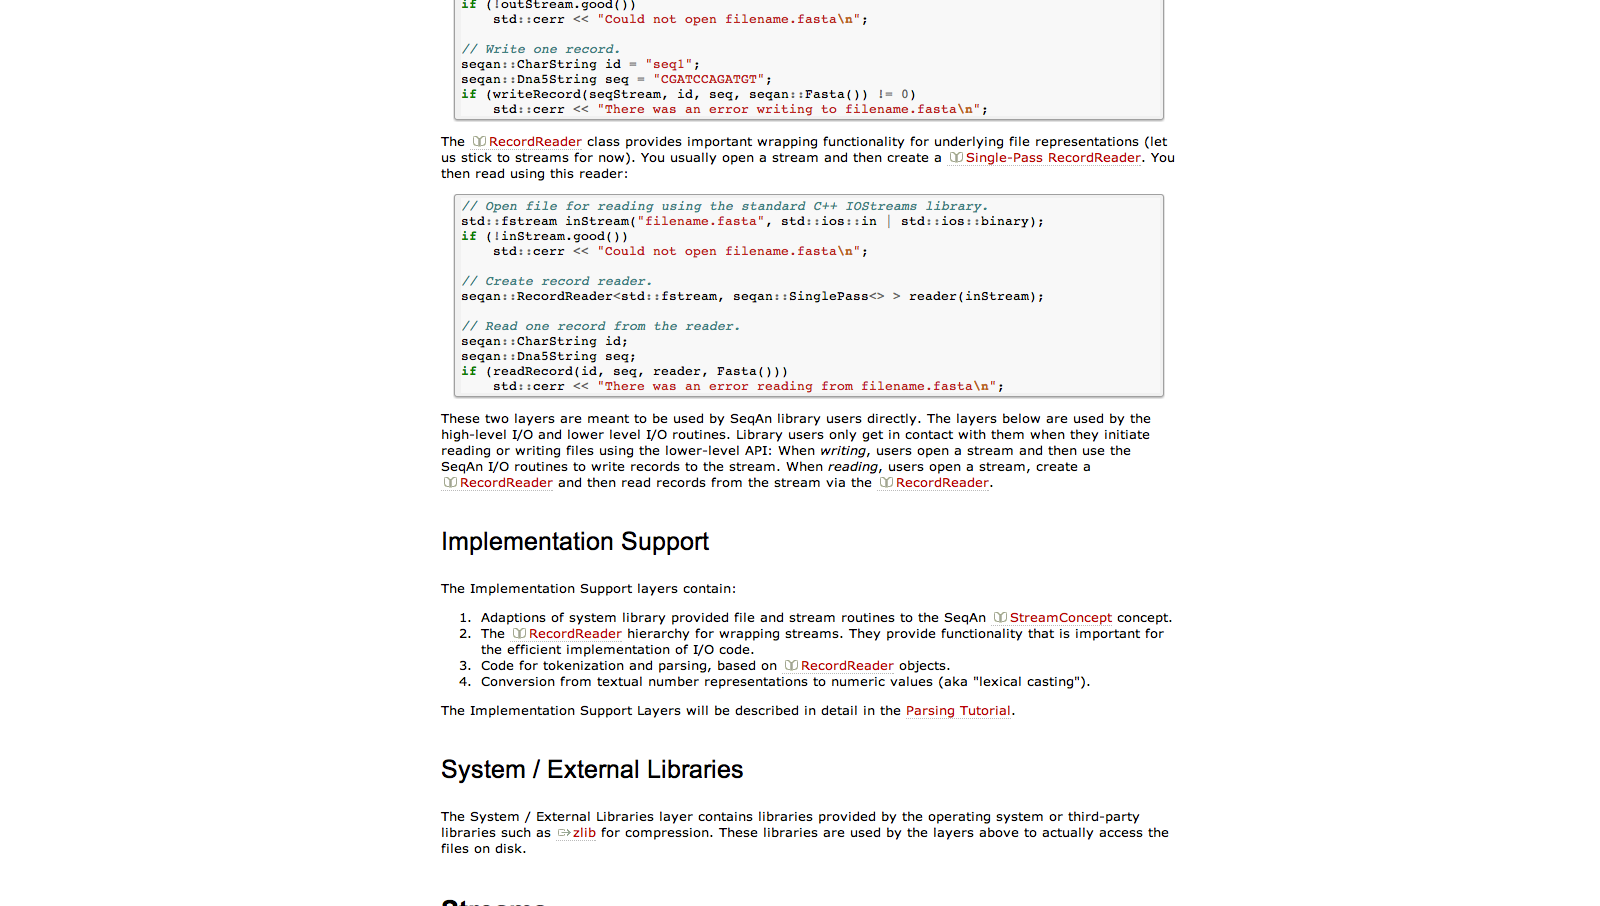 if (!outStream.good())
    std::cerr << "Could not open filename.fasta\n";
// Write one record.
seqan::CharString id = "seq1";
seqan::Dna5String seq = "CGATCCAGATGT";
if (writeRecord(seqStream, id, seq, seqan::Fasta()) != 0)
    std::cerr << "There was an error writing to filename.fasta\n";
The RecordReader class provides important wrapping functionality for underlying file representations (let
us stick to streams for now). You usually open a stream and then create a Single-Pass RecordReader. You
then read using this reader:
// Open file for reading using the standard C++ IOStreams library.
std::fstream inStream("filename.fasta", std::ios::in | std::ios::binary);
if (!inStream.good())
    std::cerr << "Could not open filename.fasta\n";
// Create record reader.
seqan::RecordReader<std::fstream, seqan::SinglePass<> > reader(inStream);
// Read one record from the reader.
seqan::CharString id;
seqan::Dna5String seq;
if (readRecord(id, seq, reader, Fasta()))
    std::cerr << "There was an error reading from filename.fasta\n";
These two layers are meant to be used by SeqAn library users directly. The layers below are used by the
high-level I/O and lower level I/O routines. Library users only get in contact with them when they initiate
reading or writing files using the lower-level API: When writing, users open a stream and then use the
SeqAn I/O routines to write records to the stream. When reading, users open a stream, create a
RecordReader and then read records from the stream via the RecordReader.
Implementation Support
The Implementation Support layers contain:
1. Adaptions of system library provided file and stream routines to the SeqAn StreamConcept concept.
2. The RecordReader hierarchy for wrapping streams. They provide functionality that is important for
the efficient implementation of I/O code.
3. Code for tokenization and parsing, based on RecordReader objects.
4. Conversion from textual number representations to numeric values (aka "lexical casting").
The Implementation Support Layers will be described in detail in the Parsing Tutorial.
System / External Libraries
The System / External Libraries layer contains libraries provided by the operating system or third-party
libraries such as zlib for compression. These libraries are used by the layers above to actually access the
files on disk.
Streams